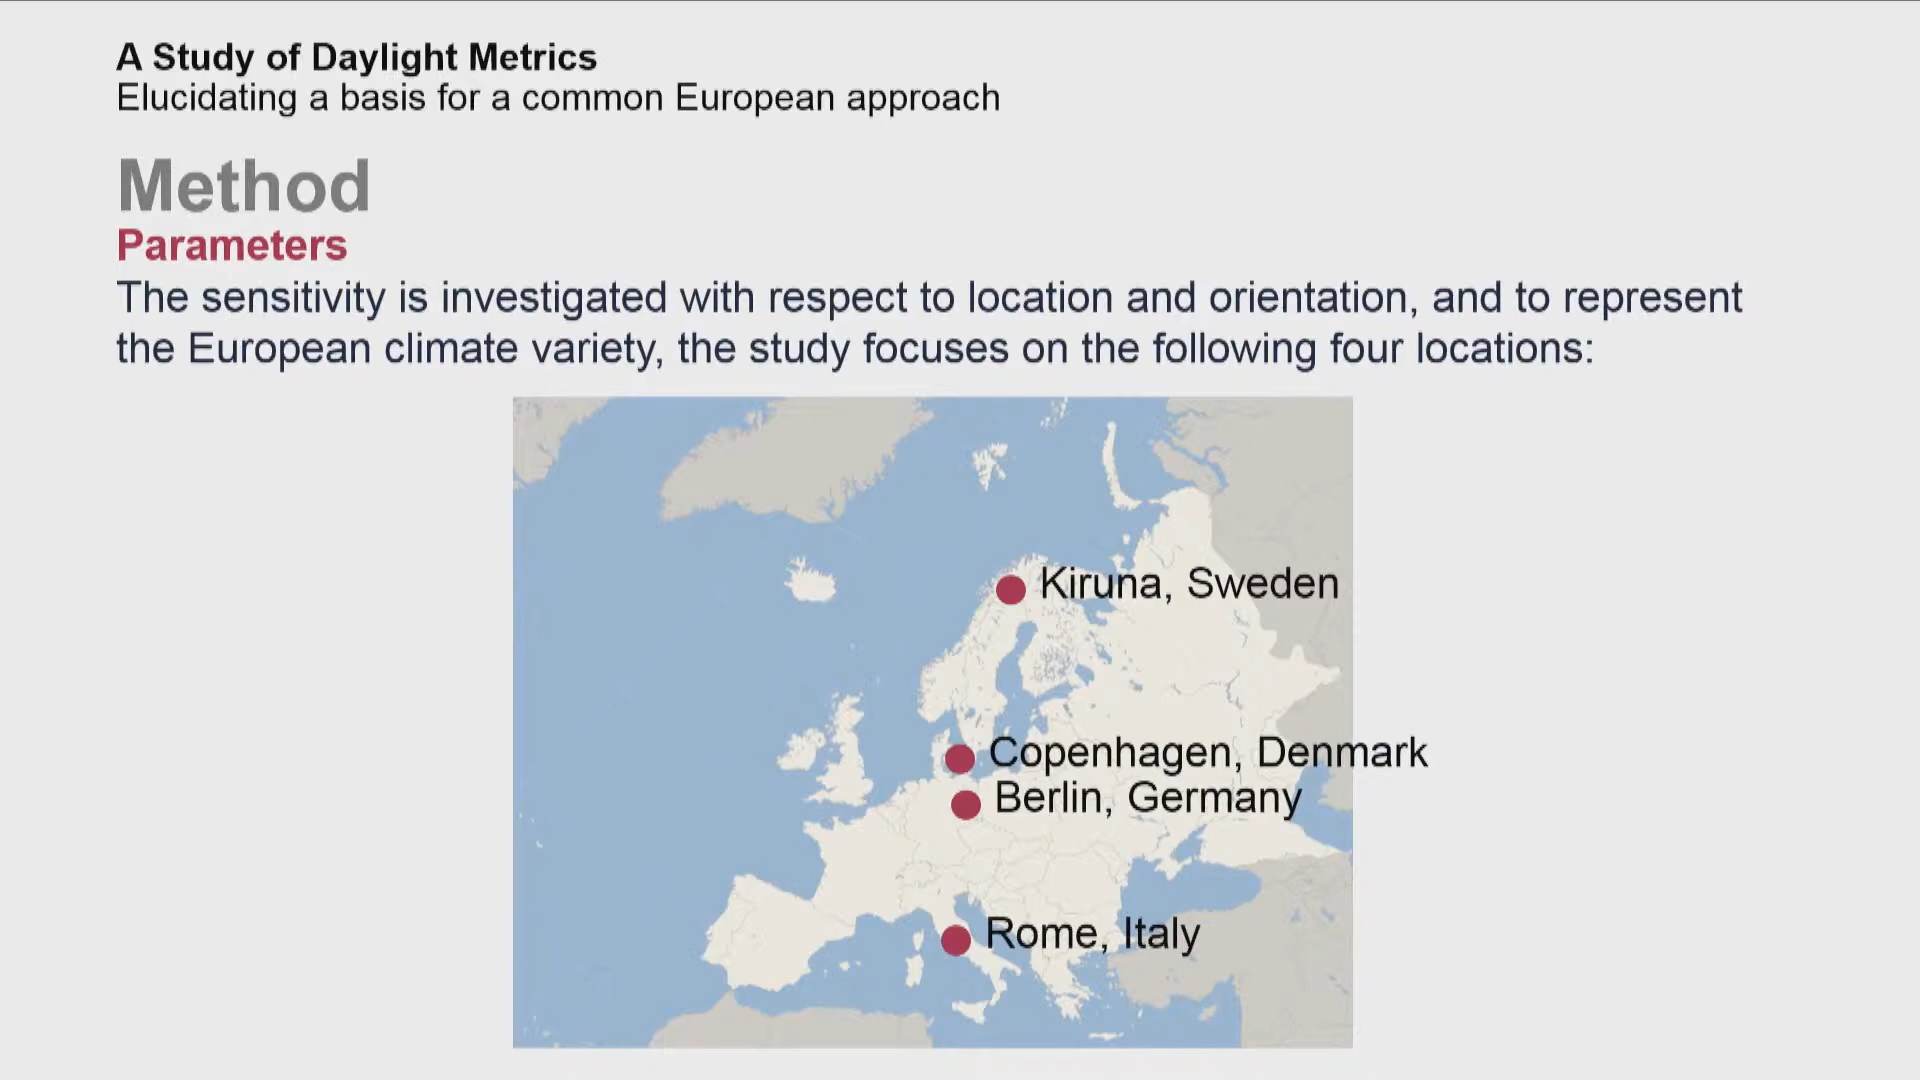 A Study of Daylight Metrics
Elucidating a basis for a common European approach
Method
Parameters
The sensitivity is investigated with respect to location and orientation, and to represent
the European climate variety, the study focuses on the following four locations:
Kiruna, Sweden
Copenhagen, Denmark
Berlin, Germany
Rome, Italy